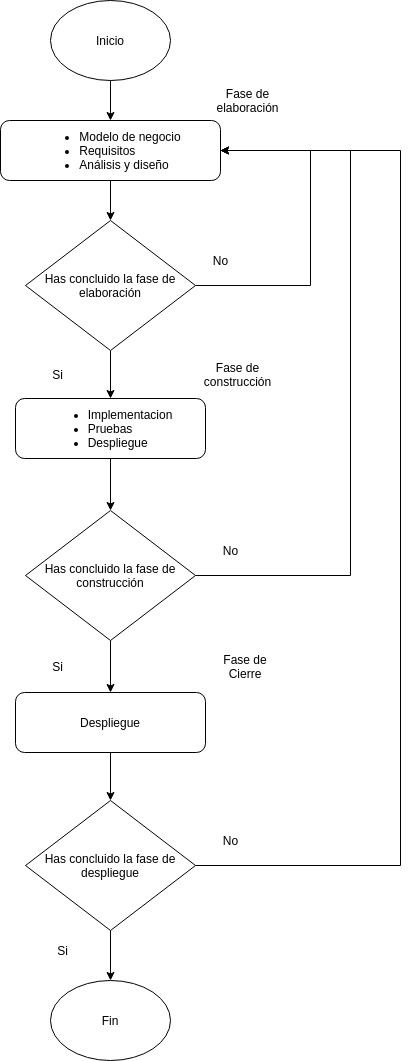 Inicio
Fase de
elaboración
Modelo de negocio
Requisitos
Análisis y diseño
No
Has concluido la fase de
elaboración
Si
Fase de
construcción
Implementacion
Pruebas
Despliegue
No
Has concluido la fase de
construcción
Si
Fase de
Cierre
Despliegue
No
Has concluido la fase de
despliegue
Si
Fin